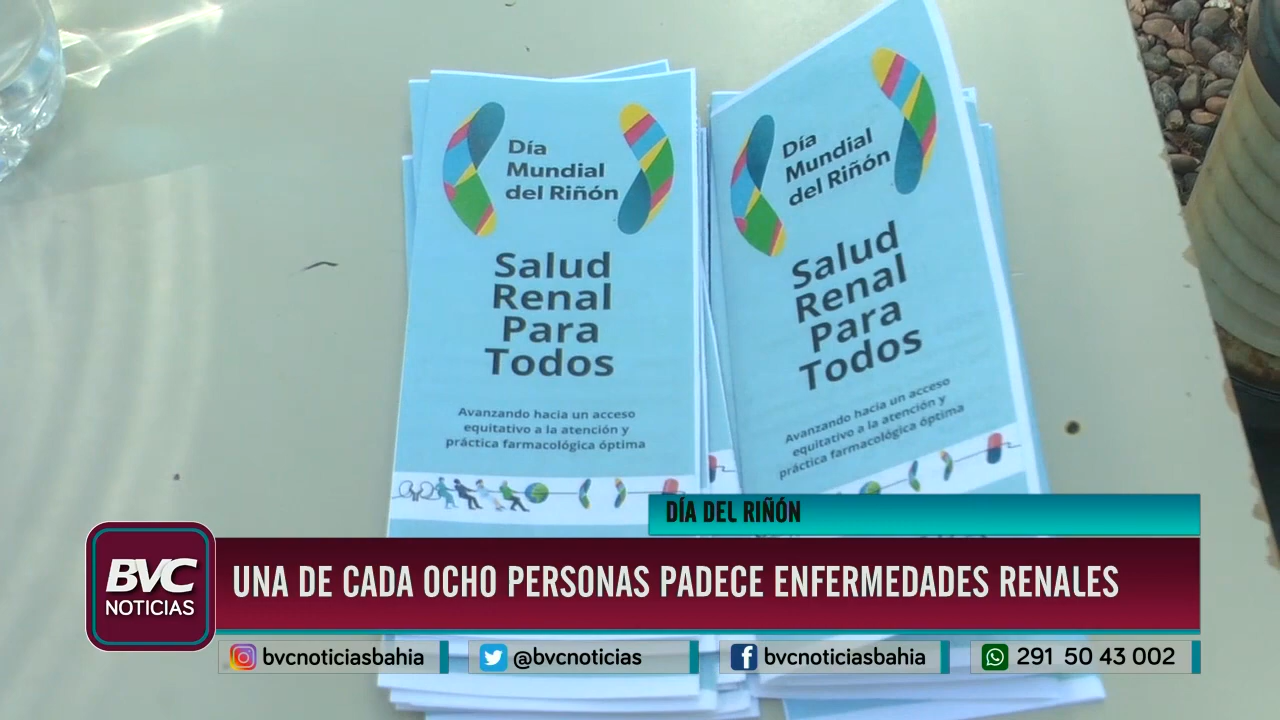 Día
Mundial
del Riñón
Salud
Renal
Para
Todos
Avanzando hacia un acceso
equitativo a la atención y
práctica farmacológica óptima
Día
Mundial
del Riñón
Salud
Renal
Para
Todos
Avanzando hacia un acceso
equitativo a la atención y
práctica farmacológica óptima
DÍA DEL RIÑÓN
BVC
NOTICIAS
UNA DE CADA OCHO PERSONAS PADECE ENFERMEDADES RENALES
bvcnoticiasbahia
@bvcnoticias
bvcnoticiasbahia
291 50 43 002